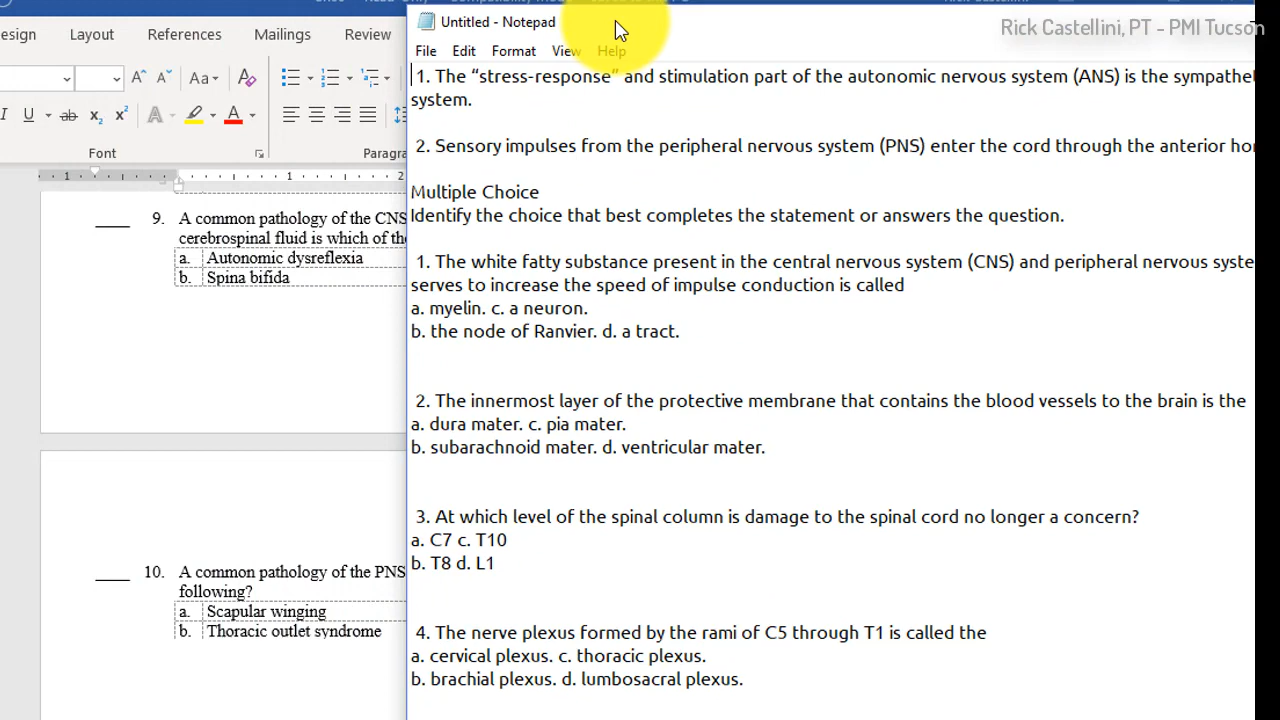 Untitled - Notepad
Rick Castellini, PT - PMI Tucson
esign Layout References Mailings Review
File Edit Format View Help
Aa
I U ab x₂ x² A A
Font
Paragra
1 1 2
1. The “stress-response” and stimulation part of the autonomic nervous system (ANS) is the sympathet
system.
2. Sensory impulses from the peripheral nervous system (PNS) enter the cord through the anterior hor
Multiple Choice
Identify the choice that best completes the statement or answers the question.
1. The white fatty substance present in the central nervous system (CNS) and peripheral nervous syste
serves to increase the speed of impulse conduction is called
a. myelin. c. a neuron.
b. the node of Ranvier. d. a tract.
2. The innermost layer of the protective membrane that contains the blood vessels to the brain is the
a. dura mater. c. pia mater.
b. subarachnoid mater. d. ventricular mater.
3. At which level of the spinal column is damage to the spinal cord no longer a concern?
a. C7 c. T10
b. T8 d. L1
4. The nerve plexus formed by the rami of C5 through T1 is called the
a. cervical plexus. c. thoracic plexus.
b. brachial plexus. d. lumbosacral plexus.
9. A common pathology of the CNS
cerebrospinal fluid is which of the
a. Autonomic dysreflexia
b. Spina bifida
10. A common pathology of the PNS
following?
a. Scapular winging
b. Thoracic outlet syndrome